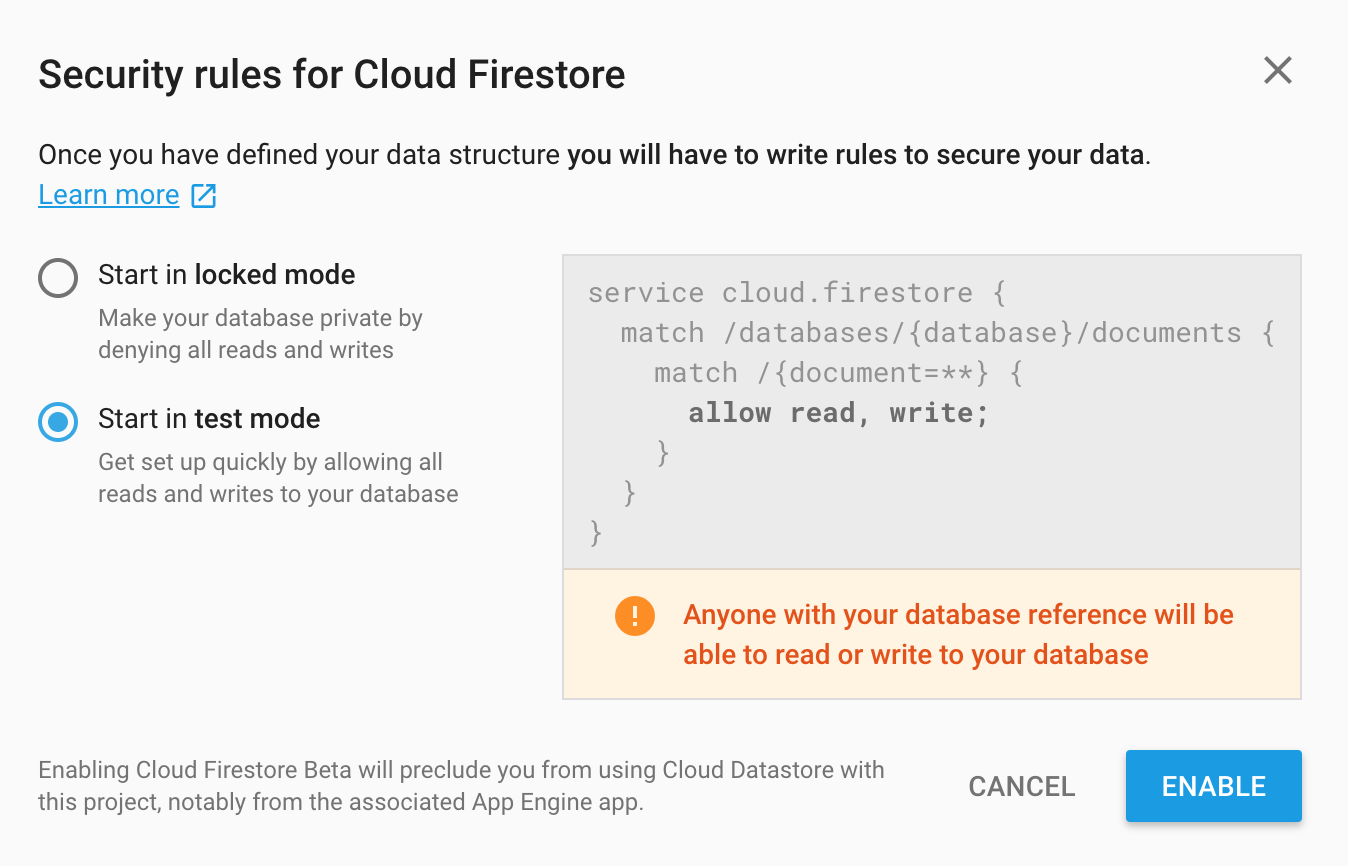 Security rules for Cloud Firestore
Once you have defined your data structure you will have to write rules to secure your data.
Learn more
Start in locked mode
Make your database private by
denying all reads and writes
Start in test mode
Get set up quickly by allowing all
reads and writes to your database
service cloud.firestore {
  match /databases/{database}/documents {
    match /{document=**} {
      allow read, write;
    }
  }
}
Anyone with your database reference will be
able to read or write to your database
Enabling Cloud Firestore Beta will preclude you from using Cloud Datastore with
this project, notably from the associated App Engine app.
CANCEL
ENABLE